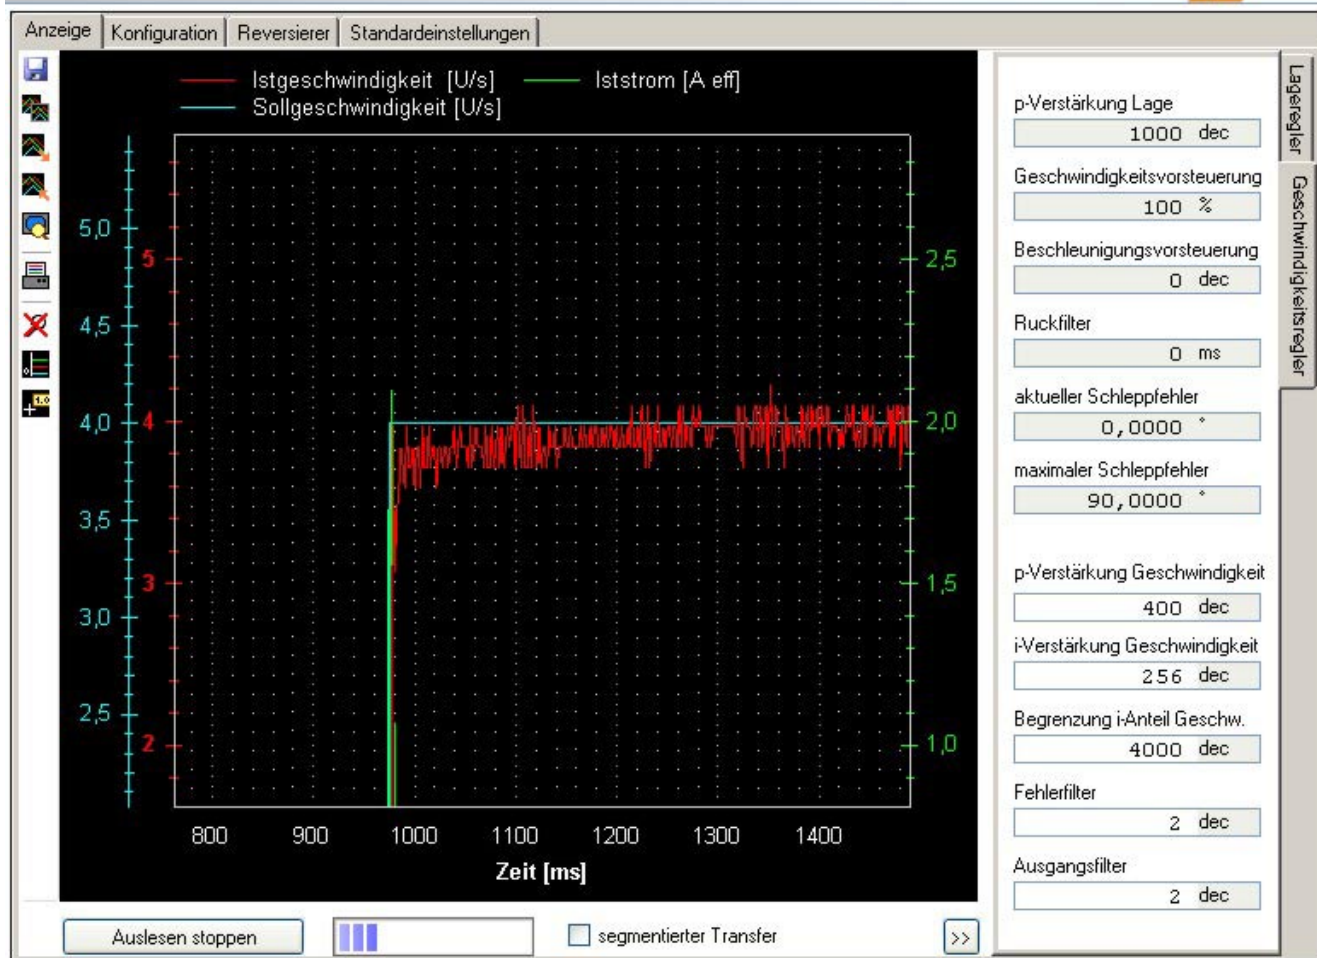 Anzeige
Konfiguration
Reversierer
Standardeinstellungen
Istgeschwindigkeit [U/s]
Iststrom [A eff]
Sollgeschwindigkeit [U/s]
5,0
4,5
4,0
3,5
3,0
2,5
5
4
3
2
2,5
2,0
1,5
1,0
800
900
1000
1100
1200
1300
1400
Zeit [ms]
Auslesen stoppen
segmentierter Transfer
>>
p-Verstärkung Lage
1000 dec
Geschwindigkeitsvorsteuerung
100 %
Beschleunigungsvorsteuerung
0 dec
Ruckfilter
0 ms
aktueller Schleppfehler
0,0000 °
maximaler Schleppfehler
90,0000 °
p-Verstärkung Geschwindigkeit
400 dec
i-Verstärkung Geschwindigkeit
256 dec
Begrenzung i-Anteil Geschw.
4000 dec
Fehlerfilter
2 dec
Ausgangsfilter
2 dec
Lageregler
Geschwindigkeitsregler